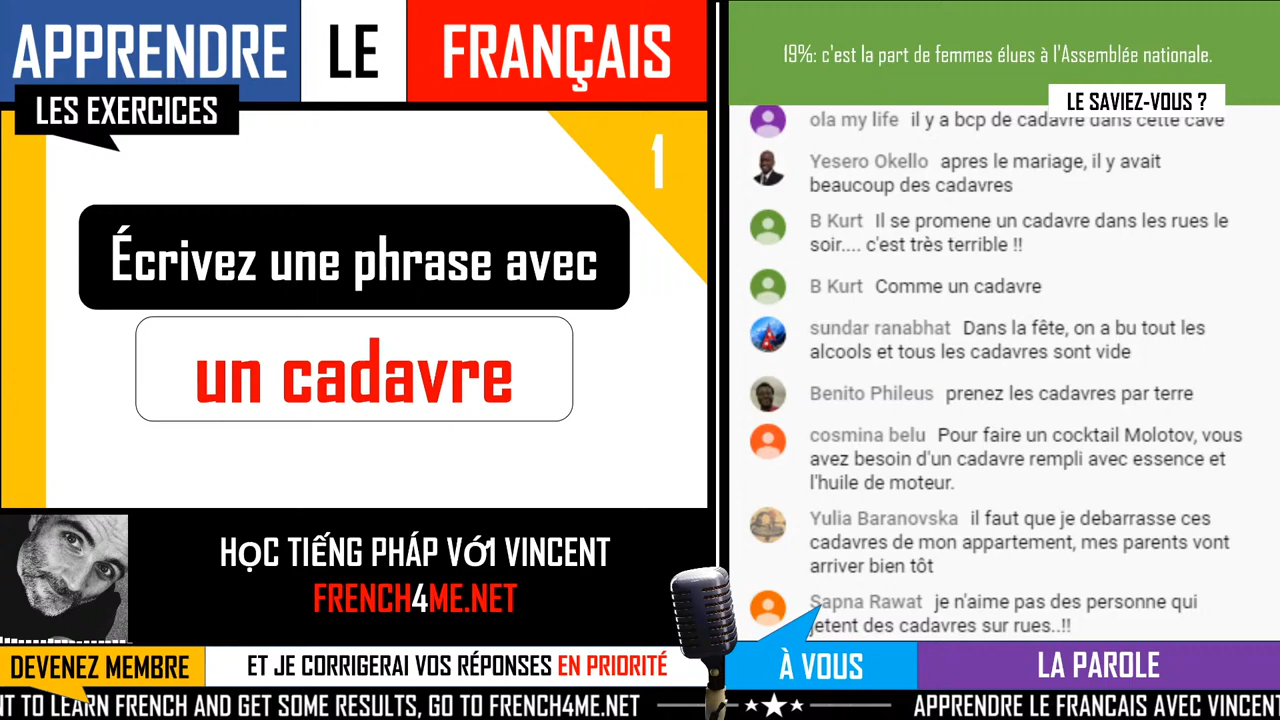 APPRENDRE LE FRANÇAIS
LES EXERCICES
1
Écrivez une phrase avec
un cadavre
HỌC TIẾNG PHÁP VỚI VINCENT
FRENCH4ME.NET
DEVENEZ MEMBRE
ET JE CORRIGERAI VOS RÉPONSES EN PRIORITÉ
19%: c'est la part de femmes élues à l'Assemblée nationale.
LE SAVIEZ-VOUS ?
ola my life il y a bcp de cadavre dans cette cave
Yesero Okello apres le mariage, il y avait
beaucoup des cadavres
B Kurt Il se promene un cadavre dans les rues le
soir.... c'est très terrible !!
B Kurt Comme un cadavre
sundar ranabhat Dans la fête, on a bu tout les
alcools et tous les cadavres sont vide
Benito Phileus prenez les cadavres par terre
cosmina belu Pour faire un cocktail Molotov, vous
avez besoin d'un cadavre rempli avec essence et
l'huile de moteur.
Yulia Baranovska il faut que je debarrasse ces
cadavres de mon appartement, mes parents vont
arriver bien tôt
Sapna Rawat je n'aime pas des personne qui
jetent des cadavres sur rues..!!
À VOUS
LA PAROLE
NT TO LEARN FRENCH AND GET SOME RESULTS, GO TO FRENCH4ME.NET
APPRENDRE LE FRANCAIS AVEC VINCENT